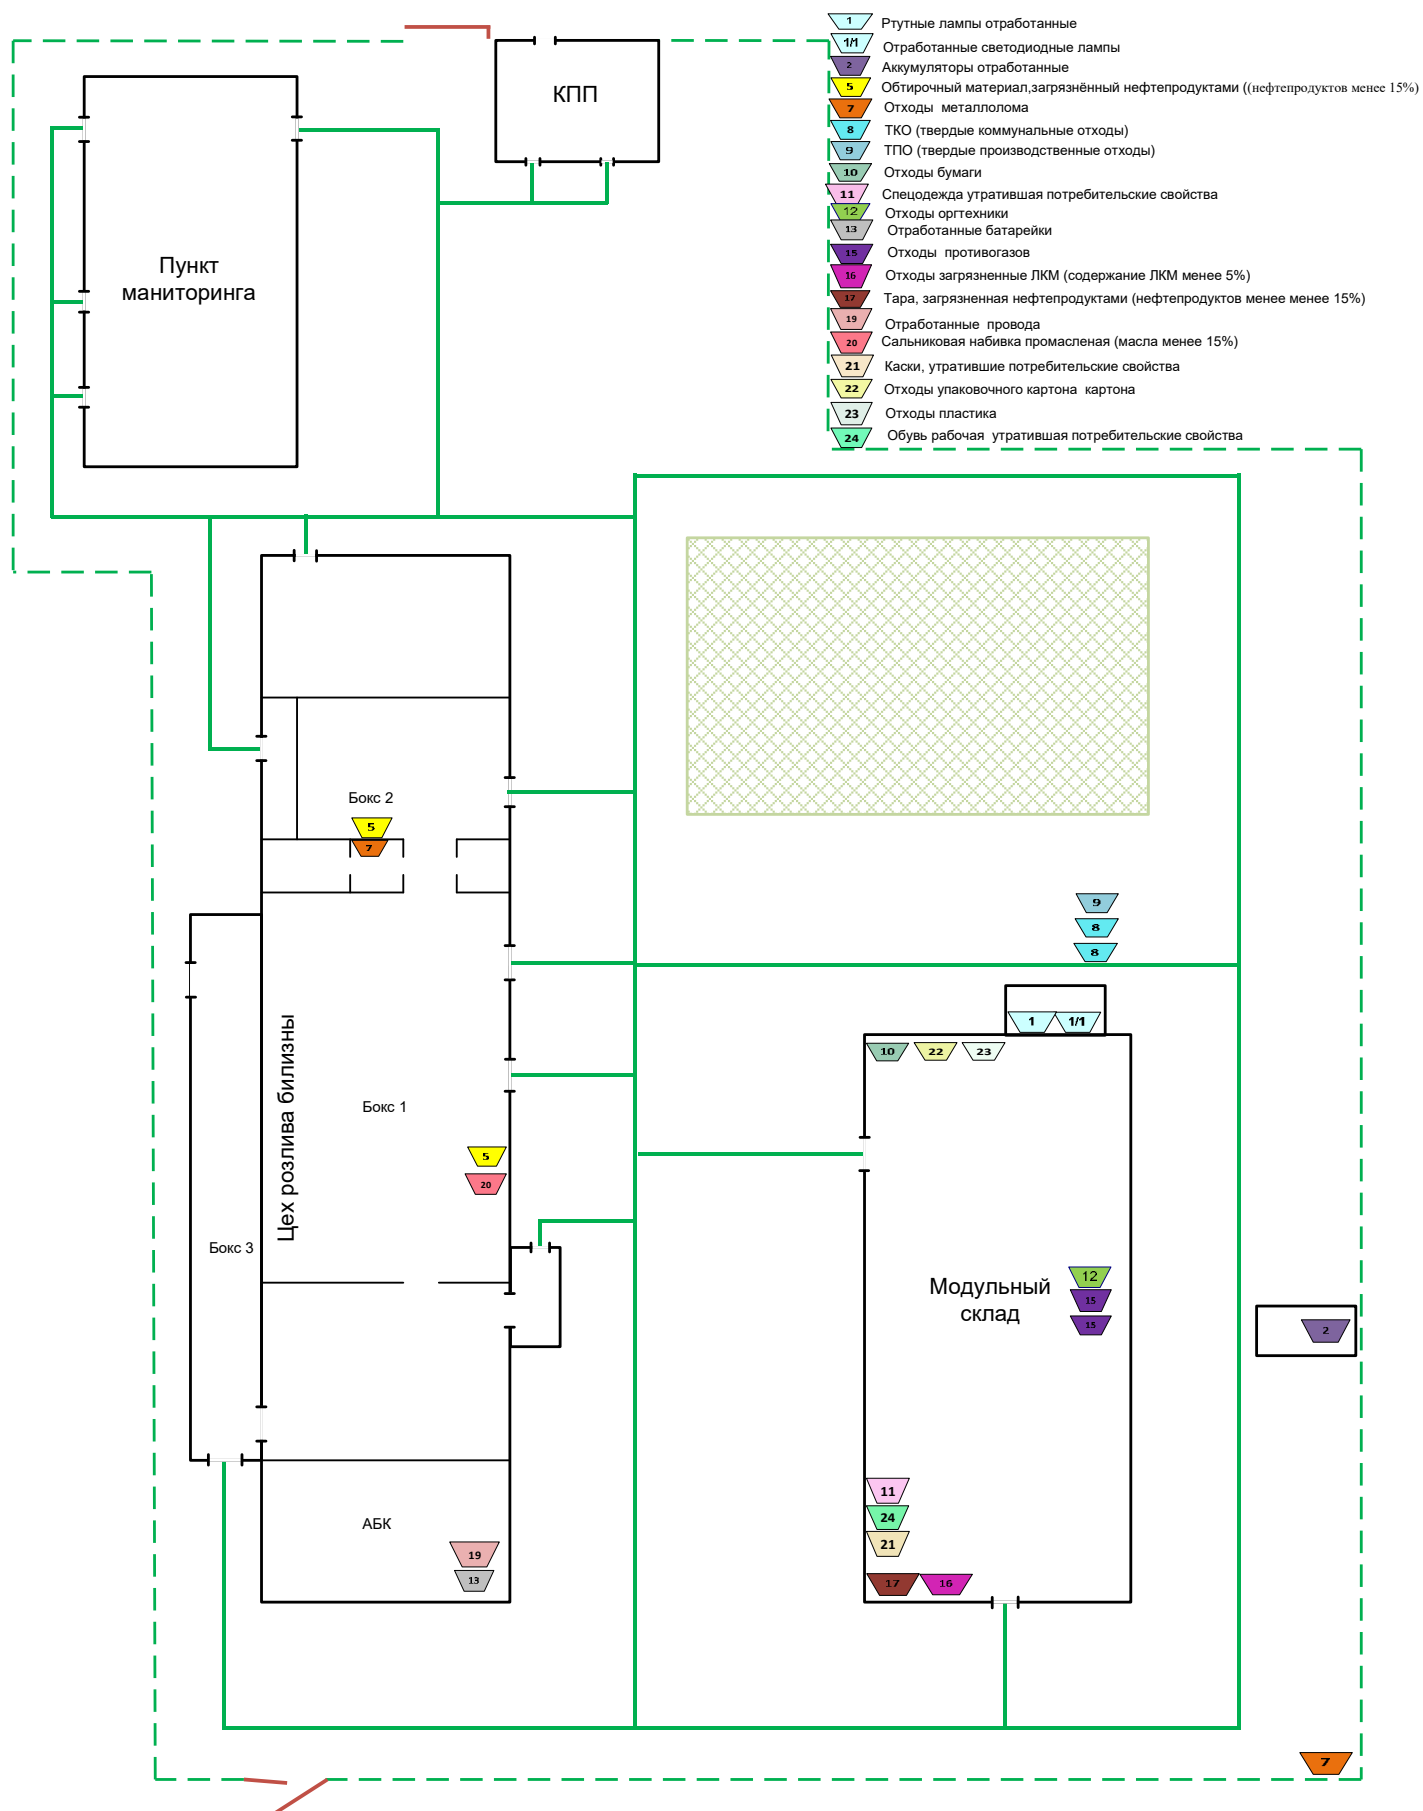 1 Ртутные лампы отработанные
1/1 Отработанные светодиодные лампы
2 Аккумуляторы отработанные
5 Обтирочный материал,загрязнённый нефтепродуктами ((нефтепродуктов менее 15%)
7 Отходы металлолома
8 ТКО (твердые коммунальные отходы)
9 ТПО (твердые производственные отходы)
10 Отходы бумаги
11 Спецодежда утратившая потребительские свойства
12 Отходы оргтехники
13 Отработанные батарейки
15 Отходы противогазов
16 Отходы загрязненные ЛКМ (содержание ЛКМ менее 5%)
17 Тара, загрязненная нефтепродуктами (нефтепродуктов менее менее 15%)
19 Отработанные провода
20 Сальниковая набивка промасленая (масла менее 15%)
21 Каски, утратившие потребительские свойства
22 Отходы упаковочного картона картона
23 Отходы пластика
24 Обувь рабочая утратившая потребительские свойства
КПП
Пункт
маниторинга
Бокс 2
5
7
9
8
8
1 1/1
10 22 23
Цех розлива билизны
Бокс 1
5
20
Бокс 3
Модульный
склад
12
15
15
2
11
24
21
17 16
АБК
19
13
7